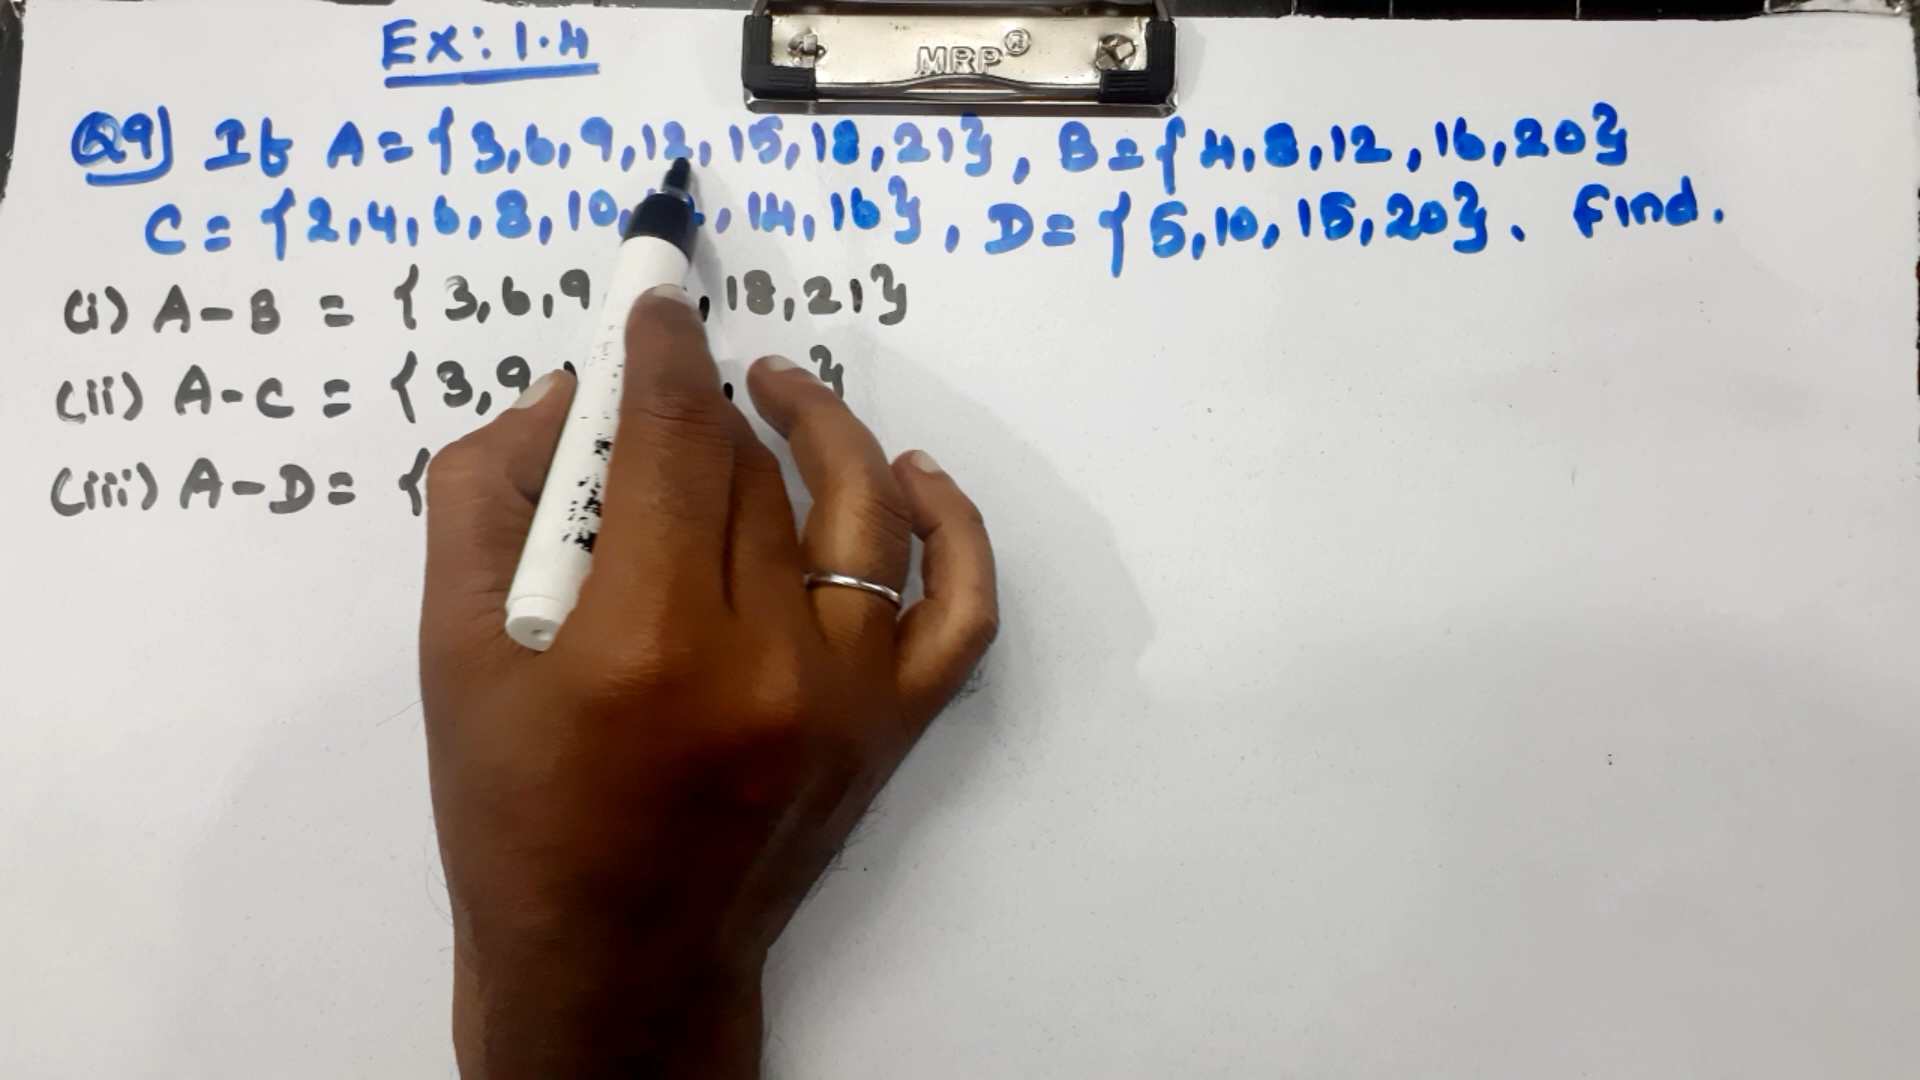 MRP®
Ex: 1.4
Q9) If A = {3,6,9,12,15,18,21}, B = {4,8,12,16,20}
C = {2,4,6,8,10, , 14,16}, D = {5,10,15,20}. Find.
(i) A-B = {3,6,9 , 18,21}
(ii) A-C = {3,9 }
(iii) A-D = {